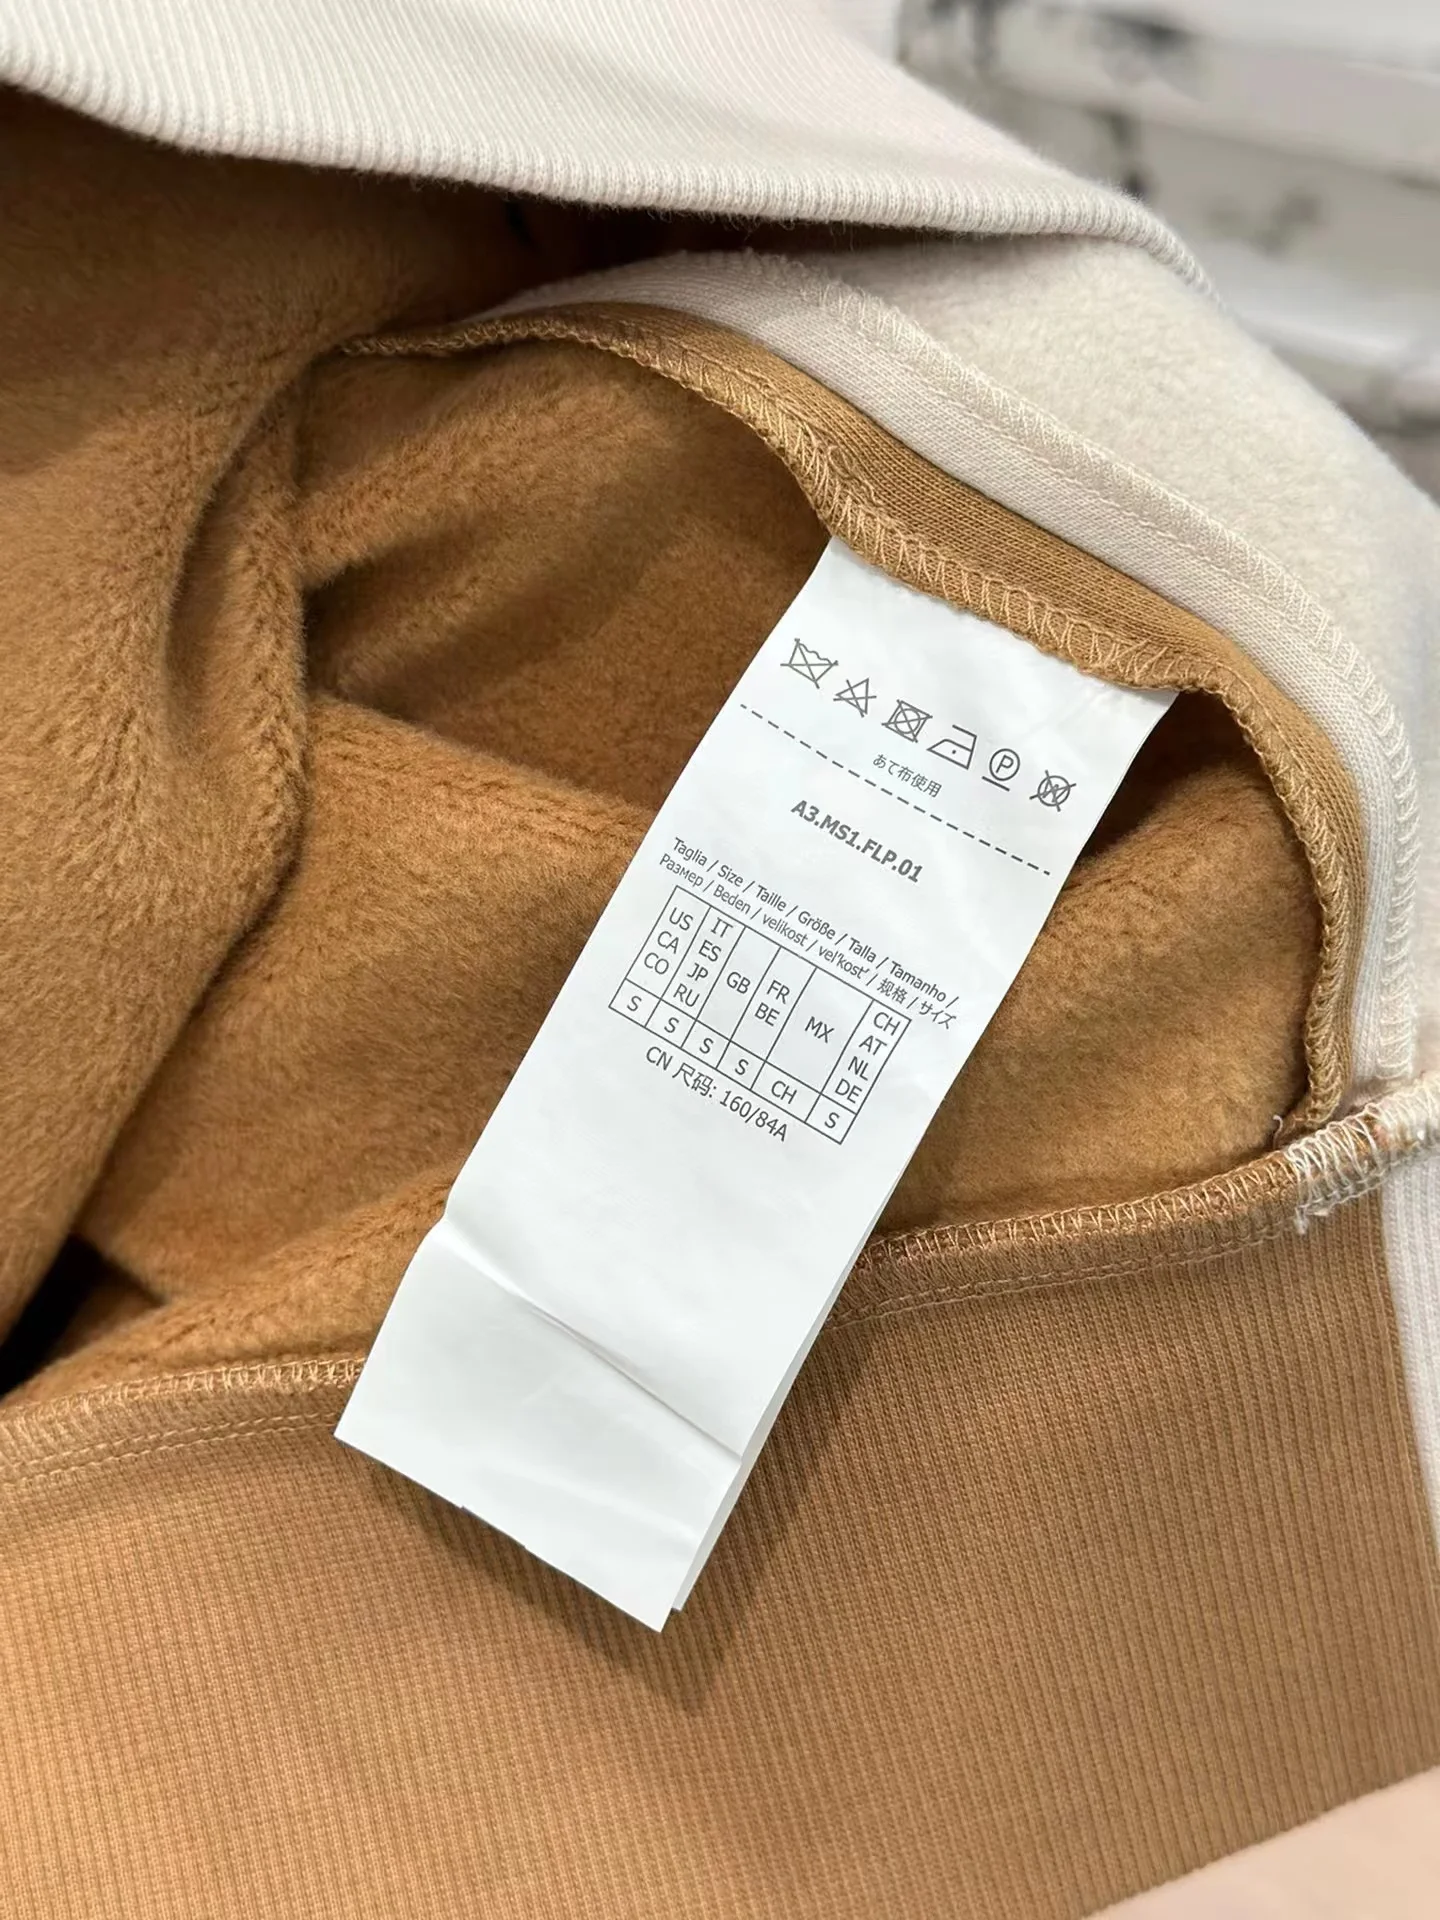 P
W
あて布使用
A3.MS1.FLP.01
Taglia / Size / Taille / Größe / Talla / Tamanho /
Размер / Beden / velikost / veľkosť / 规格 / サイズ
US CA CO
IT ES JP RU
GB
FR BE
MX
CH AT NL DE
S S S S CH S
CN 尺码: 160/84A